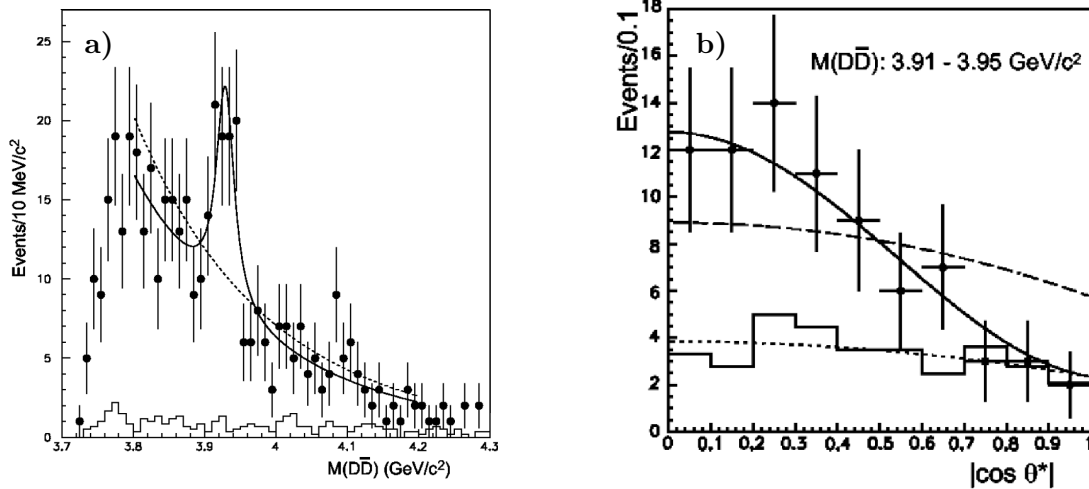 a)
Events/10 MeV/c²
25
20
15
10
5
0
3.7 3.8 3.9 4 4.1 4.2 4.3
M(DD̅) (GeV/c²)
b)
M(DD̅): 3.91 - 3.95 GeV/c²
Events/0.1
18
16
14
12
10
8
6
4
2
0
0 0.1 0.2 0.3 0.4 0.5 0.6 0.7 0.8 0.9 1
|cos θ*|